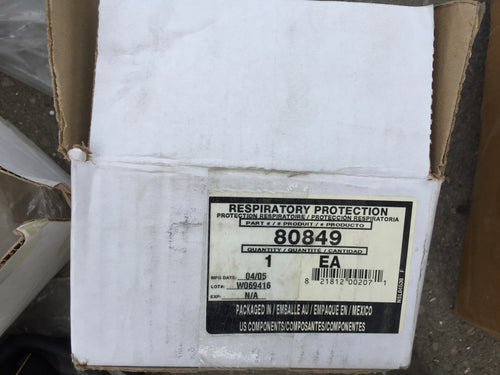 RESPIRATORY PROTECTION
PROTECTION RESPIRATOIRE / PROTECCIÓN RESPIRATORIA
PART # / # PRODUIT / # PRODUCTO
80849
QUANTITY / QUANTITÉ / CANTIDAD
1 EA
MFG DATE: 04/05
LOT#: W069416
EXP: N/A
8 21812 00207 1
PACKAGED IN / EMBALLÉ AU / EMPAQUE EN / MEXICO
US COMPONENTS/COMPOSANTES/COMPONENTES